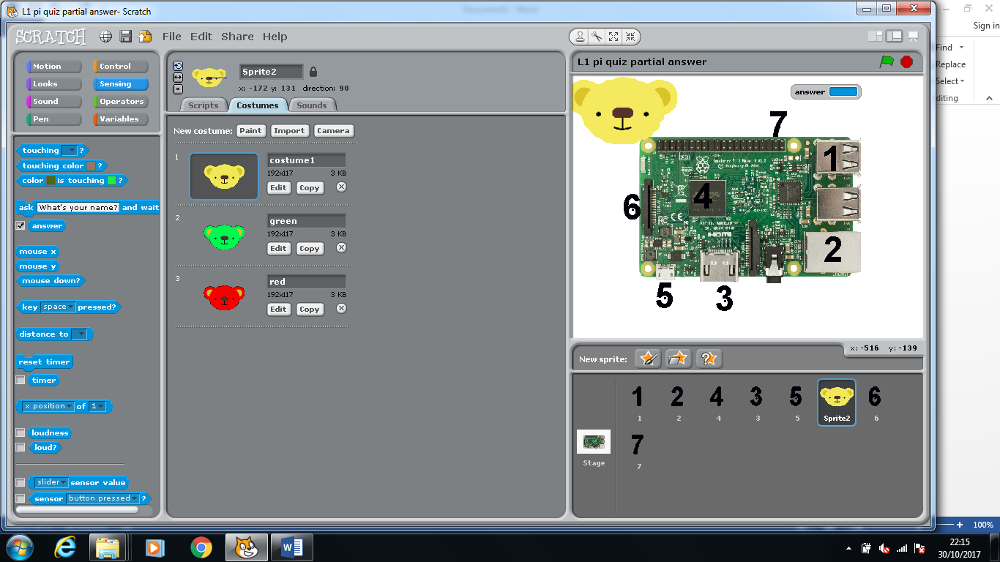 L1 pi quiz partial answer- Scratch
Sign in
SCRATCH File Edit Share Help
Find
Replace
Select
diting
Motion Control
Looks Sensing
Sound Operators
Pen Variables
Sprite2
x: -172 y: 131 direction: 90
Scripts Costumes Sounds
New costume: Paint Import Camera
1 costume1
192x117 3 KB
Edit Copy
2 green
192x117 3 KB
Edit Copy
3 red
192x117 3 KB
Edit Copy
touching ?
touching color ?
color is touching ?
ask What's your name? and wait
answer
mouse x
mouse y
mouse down?
key space pressed?
distance to
reset timer
timer
x position of 1
loudness
loud?
slider sensor value
sensor button pressed ?
L1 pi quiz partial answer
answer
7
1
6
4
2
5
3
FC CE
HDMI
x: -516 y: -139
New sprite:
1 2 4 3 5 6
1 2 4 3 5 Sprite2 6
7
Stage
7
100%
22:15
30/10/2017